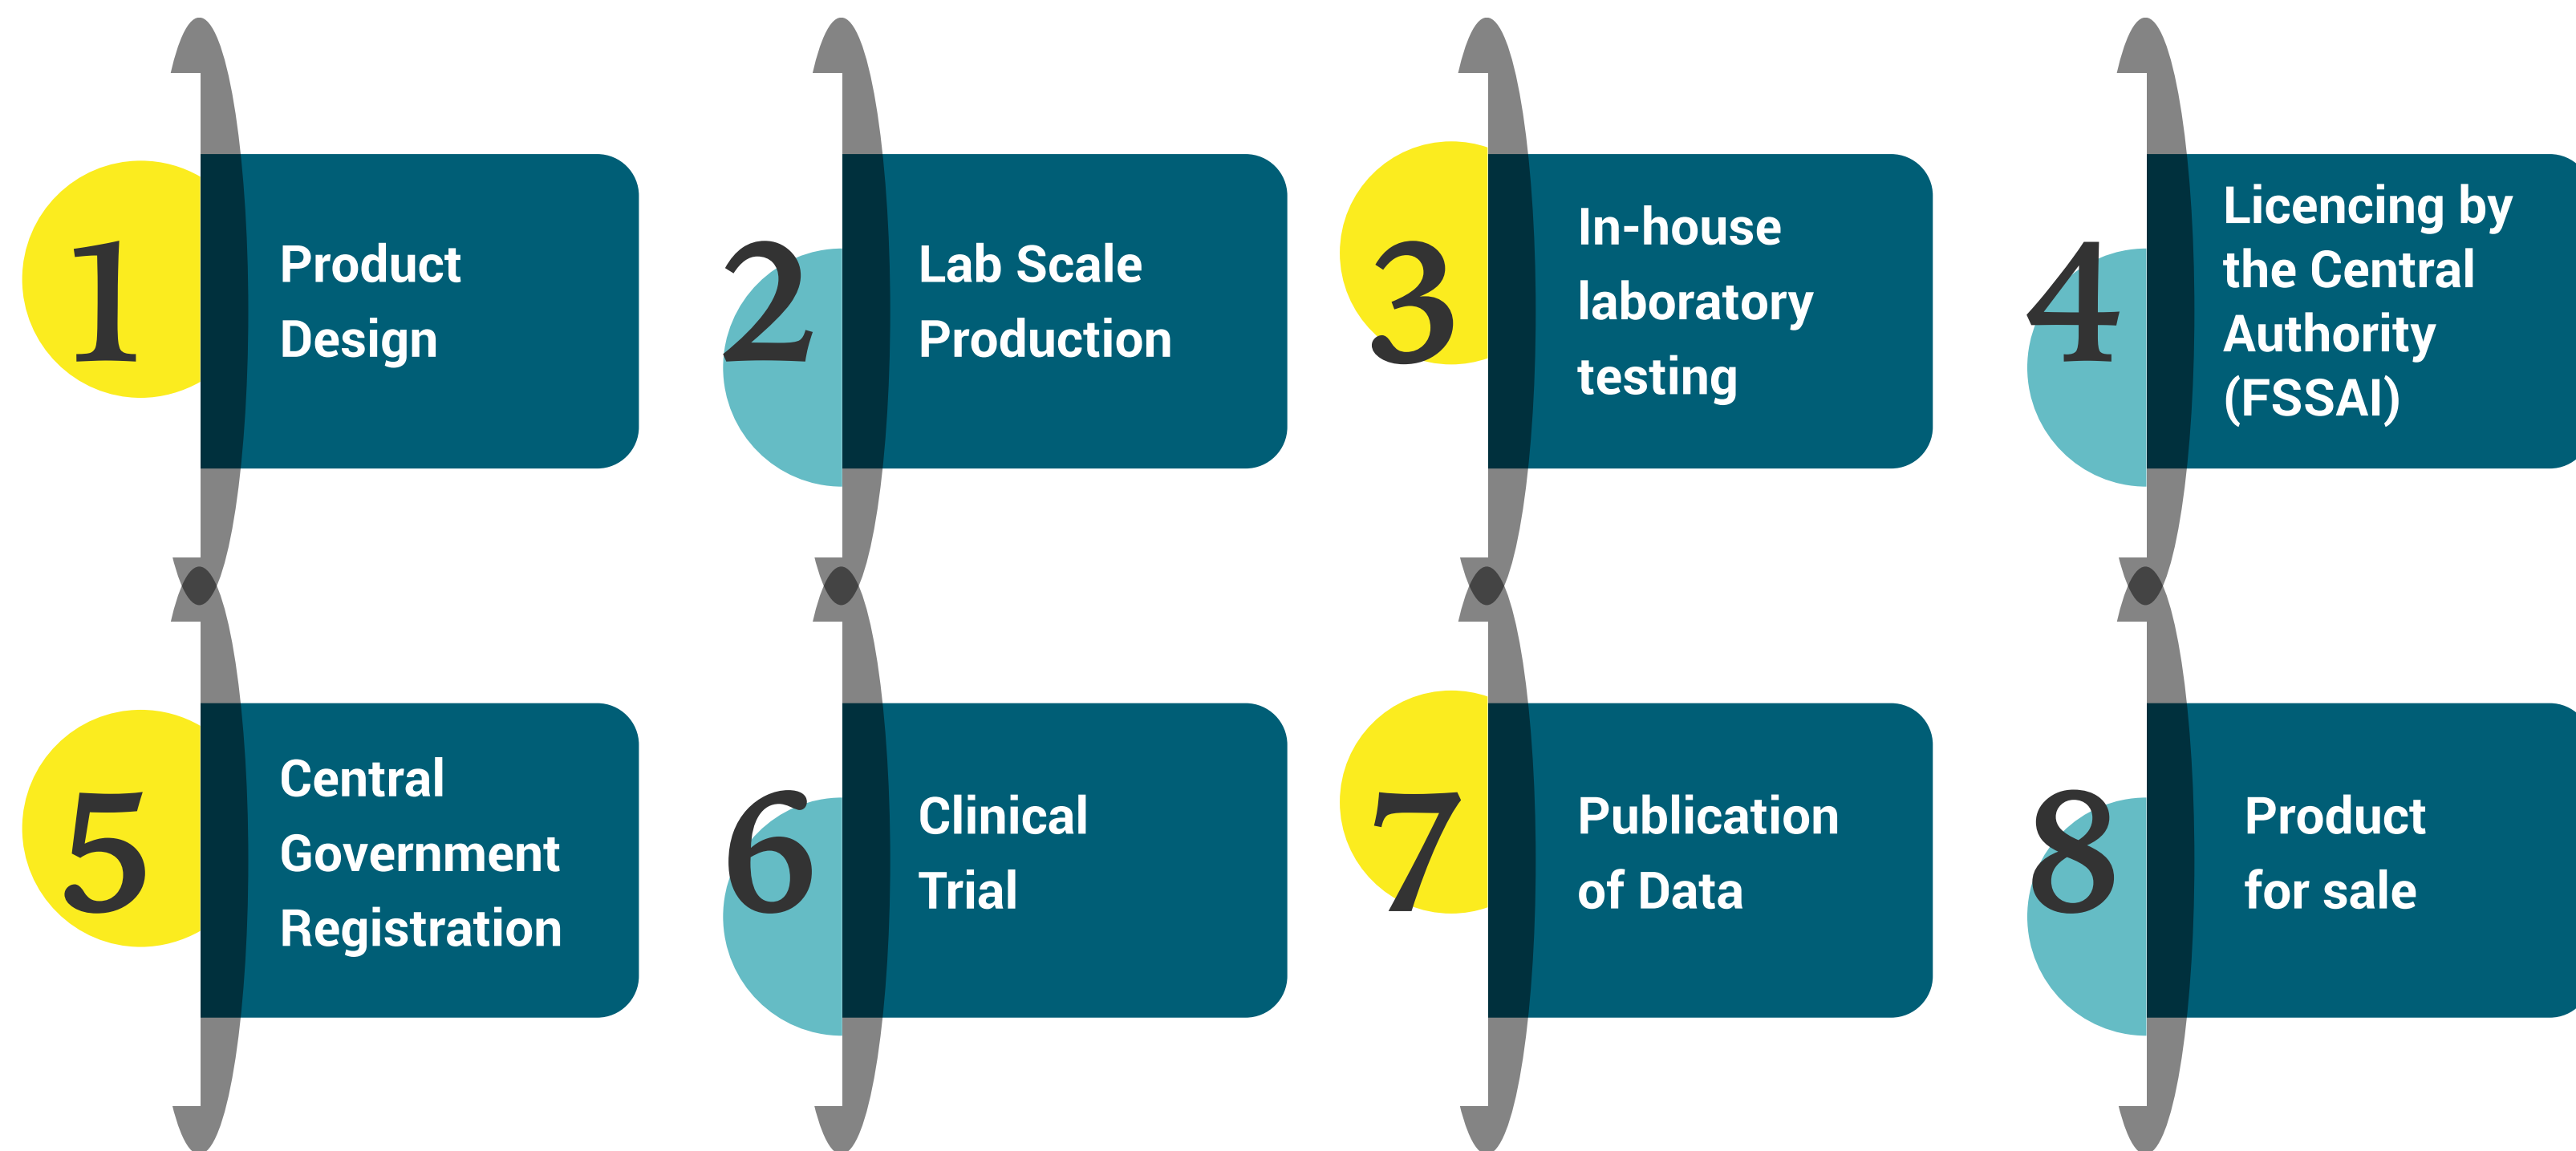 1
Product
Design
2
Lab Scale
Production
3
In-house
laboratory
testing
4
Licencing by
the Central
Authority
(FSSAI)
5
Central
Government
Registration
6
Clinical
Trial
7
Publication
of Data
8
Product
for sale